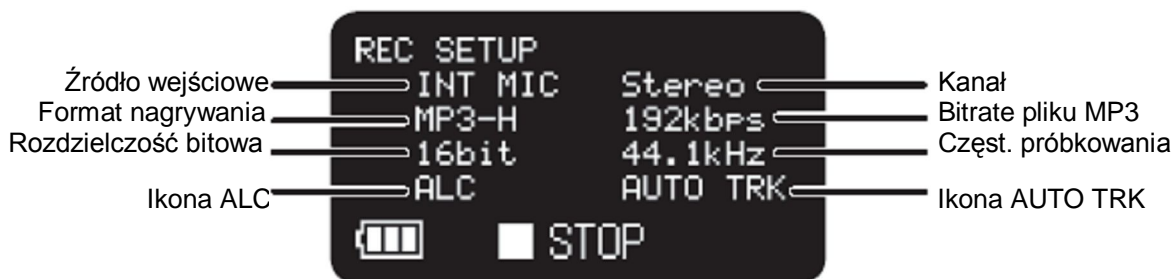 REC SETUP
Źródło wejściowe INT MIC Stereo Kanał
Format nagrywania MP3-H 192kbps Bitrate pliku MP3
Rozdzielczość bitowa 16bit 44.1kHz Częst. próbkowania
Ikona ALC ALC AUTO TRK Ikona AUTO TRK
STOP